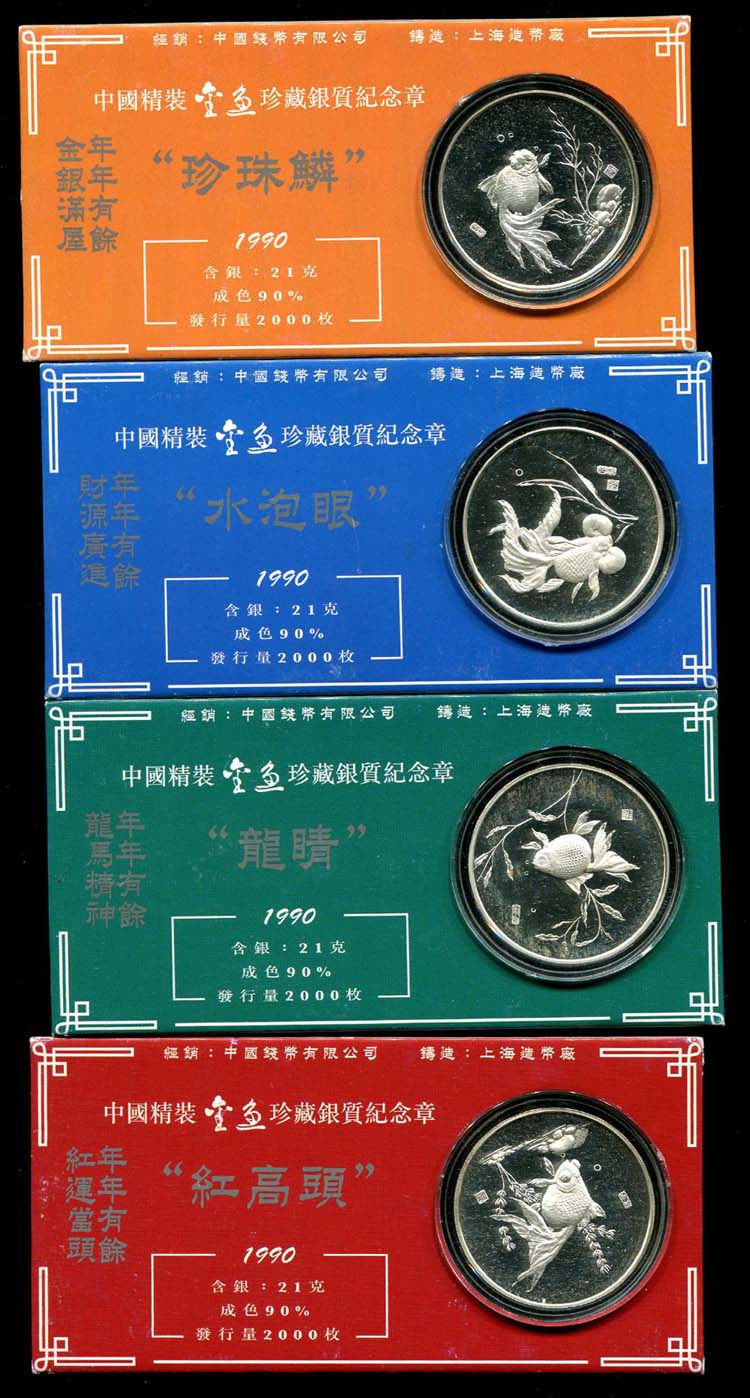 經銷：中國錢幣有限公司 鑄造：上海造幣廠
中國精裝金魚珍藏銀質紀念章
年年有餘
金銀滿屋
“珍珠鱗”
1990
含銀：21克
成色90%
發行量2000枚
經銷：中國錢幣有限公司 鑄造：上海造幣廠
中國精裝金魚珍藏銀質紀念章
年年有餘
財源廣進
“水泡眼”
1990
含銀：21克
成色90%
發行量2000枚
經銷：中國錢幣有限公司 鑄造：上海造幣廠
中國精裝金魚珍藏銀質紀念章
年年有餘
龍馬精神
“龍睛”
1990
含銀：21克
成色90%
發行量2000枚
經銷：中國錢幣有限公司 鑄造：上海造幣廠
中國精裝金魚珍藏銀質紀念章
年年有餘
紅運當頭
“紅高頭”
1990
含銀：21克
成色90%
發行量2000枚